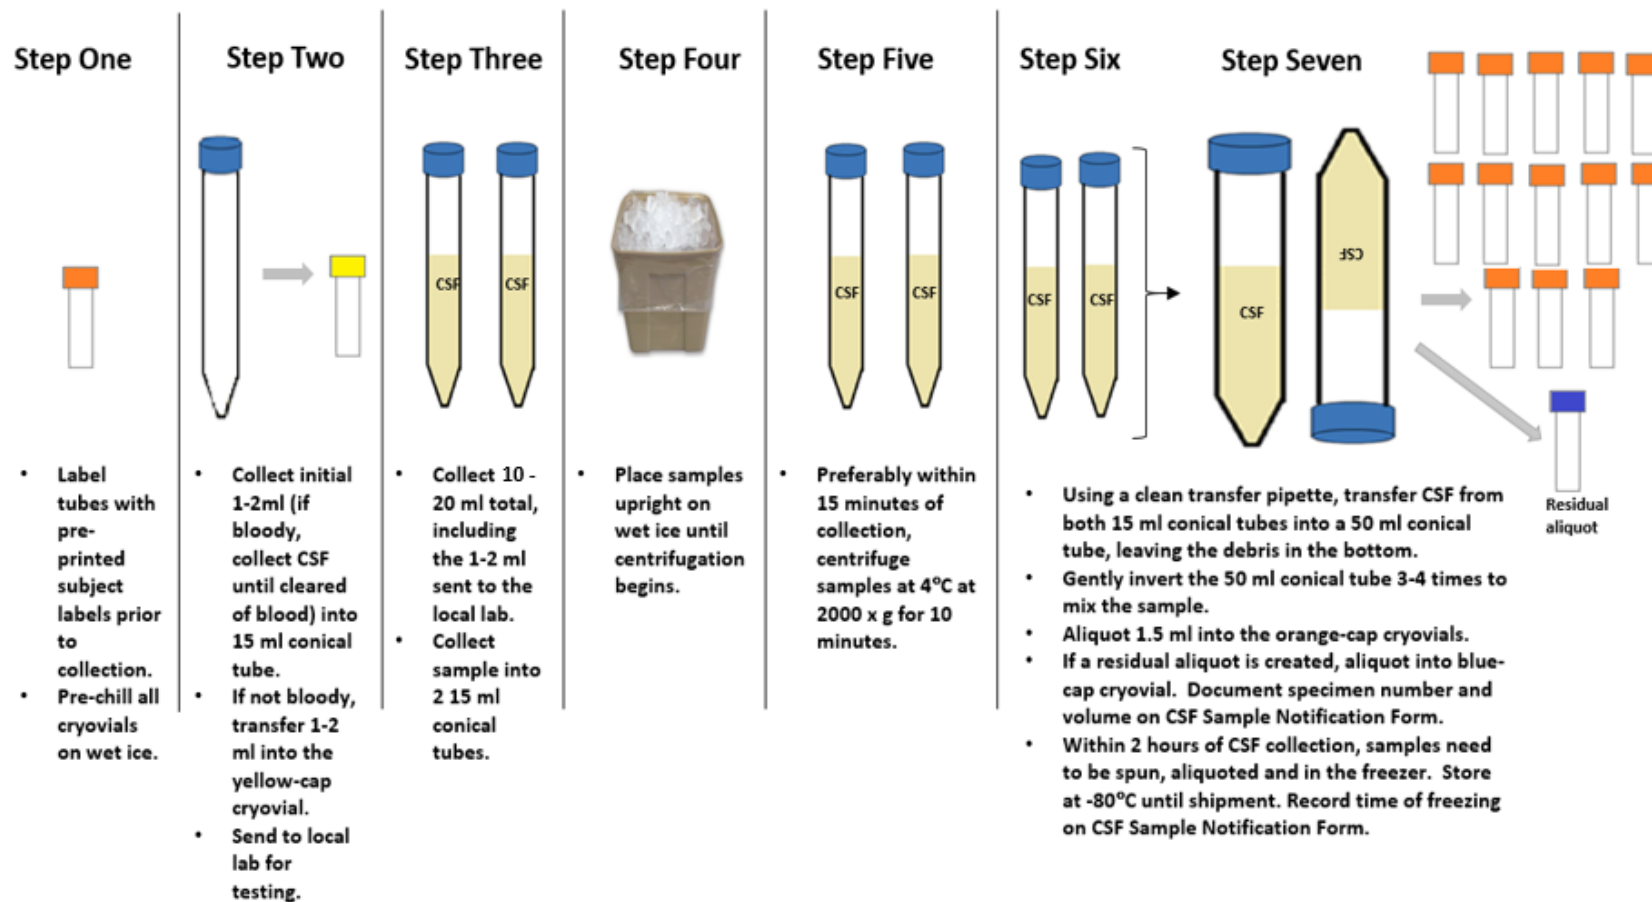 Step One
• Label
tubes with
pre-
printed
subject
labels prior
to
collection.
• Pre-chill all
cryovials
on wet ice.
Step Two
• Collect initial
1-2ml (if
bloody,
collect CSF
until cleared
of blood) into
15 ml conical
tube.
• If not bloody,
transfer 1-2
ml into the
yellow-cap
cryovial.
• Send to local
lab for
testing.
Step Three
CSF
CSF
• Collect 10 -
20 ml total,
including
the 1-2 ml
sent to the
local lab.
• Collect
sample into
2 15 ml
conical
tubes.
Step Four
• Place samples
upright on
wet ice until
centrifugation
begins.
Step Five
CSF
CSF
• Preferably within
15 minutes of
collection,
centrifuge
samples at 4°C at
2000 x g for 10
minutes.
Step Six
CSF
CSF
Step Seven
CSF
CSF
Residual
aliquot
• Using a clean transfer pipette, transfer CSF from
both 15 ml conical tubes into a 50 ml conical
tube, leaving the debris in the bottom.
• Gently invert the 50 ml conical tube 3-4 times to
mix the sample.
• Aliquot 1.5 ml into the orange-cap cryovials.
• If a residual aliquot is created, aliquot into blue-
cap cryovial.  Document specimen number and
volume on CSF Sample Notification Form.
• Within 2 hours of CSF collection, samples need
to be spun, aliquoted and in the freezer.  Store
at -80°C until shipment. Record time of freezing
on CSF Sample Notification Form.